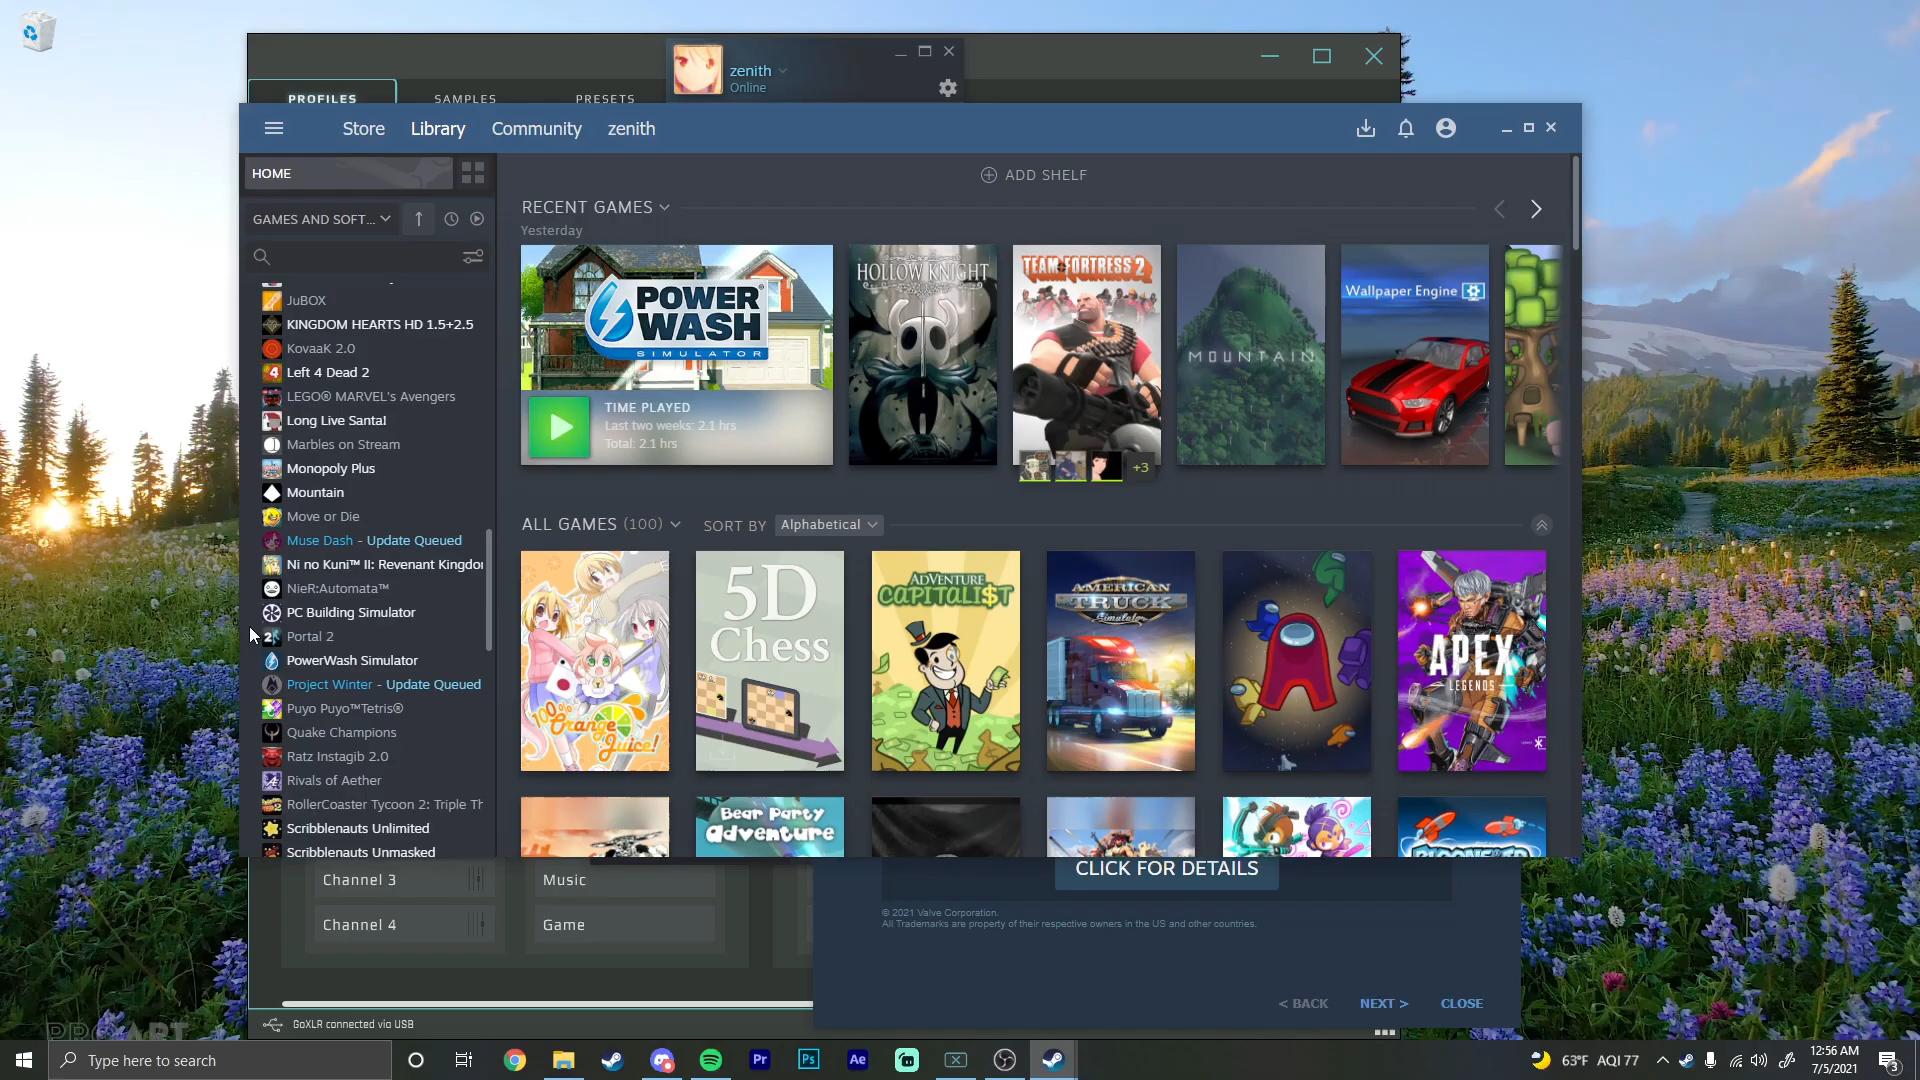 zenith
Online
PROFILES
SAMPLES
PRESETS
Store
Library
Community
zenith
HOME
ADD SHELF
GAMES AND SOFT...
RECENT GAMES
Yesterday
JuBOX
KINGDOM HEARTS HD 1.5+2.5
KovaaK 2.0
Left 4 Dead 2
LEGO® MARVEL's Avengers
Long Live Santa!
Marbles on Stream
Monopoly Plus
Mountain
Move or Die
Muse Dash - Update Queued
Ni no Kuni™ II: Revenant Kingdo
NieR:Automata™
PC Building Simulator
Portal 2
PowerWash Simulator
Project Winter - Update Queued
Puyo Puyo™Tetris®
Quake Champions
Ratz Instagib 2.0
Rivals of Aether
RollerCoaster Tycoon 2: Triple Th
Scribblenauts Unlimited
Scribblenauts Unmasked
POWER
WASH
SIMULATOR
TIME PLAYED
Last two weeks: 2.1 hrs
Total: 2.1 hrs
HOLLOW KNIGHT
TEAM FORTRESS 2
+3
MOUNTAIN
Wallpaper Engine
ALL GAMES (100)
SORT BY
Alphabetical
100%
Orange
Juice!
5D
Chess
ADVENTURE
CAPITALI$T
AMERICAN
TRUCK
Simulator
APEX
LEGENDS
Bear Party
Adventure
Channel 3
Music
Channel 4
Game
CLICK FOR DETAILS
© 2021 Valve Corporation.
All Trademarks are property of their respective owners in the US and other countries.
< BACK
NEXT >
CLOSE
GoXLR connected via USB
Type here to search
Pr
Ps
Ae
63°F AQI 77
12:56 AM
7/5/2021
3